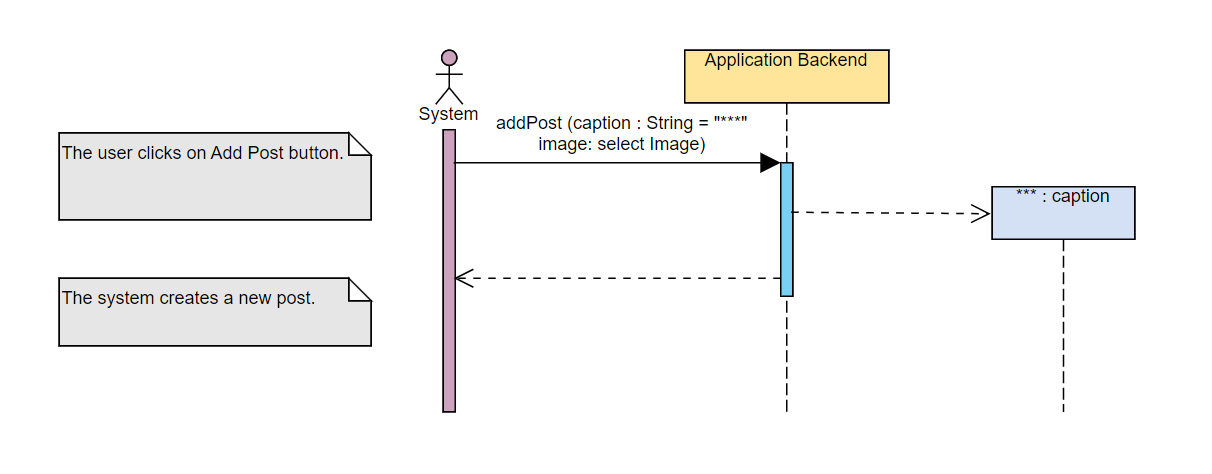 Application Backend
System
addPost (caption : String = "***"
image: select Image)
The user clicks on Add Post button.
*** : caption
The system creates a new post.